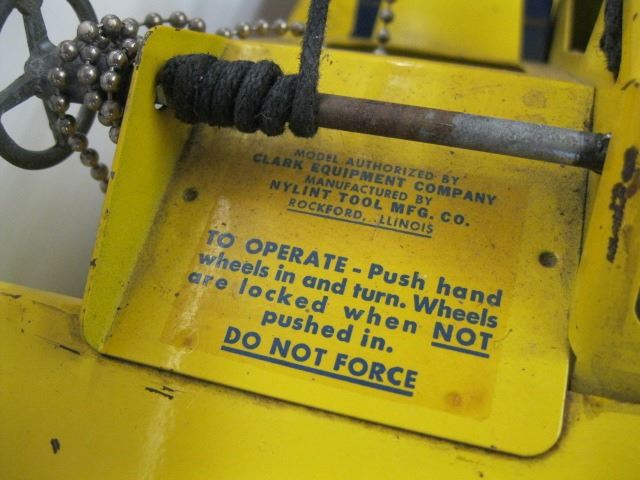 MODEL AUTHORIZED BY
CLARK EQUIPMENT COMPANY
MANUFACTURED BY
NYLINT TOOL MFG. CO.
ROCKFORD, ILLINOIS
TO OPERATE - Push hand
wheels in and turn. Wheels
are locked when NOT
pushed in.
DO NOT FORCE